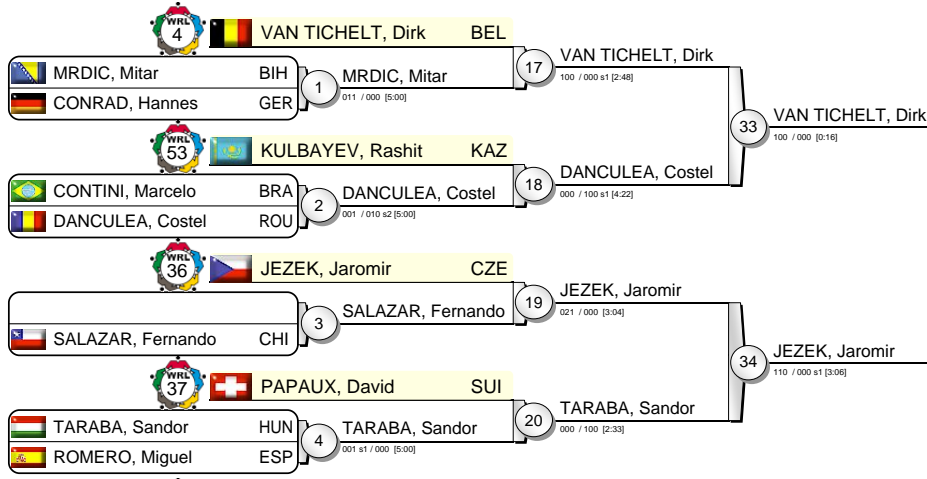 WRL 4 VAN TICHELT, Dirk BEL
MRDIC, Mitar BIH
CONRAD, Hannes GER
1 MRDIC, Mitar
011 / 000 [5:00]
17 VAN TICHELT, Dirk
100 / 000 s1 [2:48]
WRL 53 KULBAYEV, Rashit KAZ
CONTINI, Marcelo BRA
DANCULEA, Costel ROU
2 DANCULEA, Costel
001 / 010 s2 [5:00]
18 DANCULEA, Costel
000 / 100 s1 [4:22]
33 VAN TICHELT, Dirk
100 / 000 [0:16]
WRL 36 JEZEK, Jaromir CZE
SALAZAR, Fernando CHI
3 SALAZAR, Fernando
19 JEZEK, Jaromir
021 / 000 [3:04]
WRL 37 PAPAUX, David SUI
TARABA, Sandor HUN
ROMERO, Miguel ESP
4 TARABA, Sandor
001 s1 / 000 [5:00]
20 TARABA, Sandor
000 / 100 [2:33]
34 JEZEK, Jaromir
110 / 000 s1 [3:06]